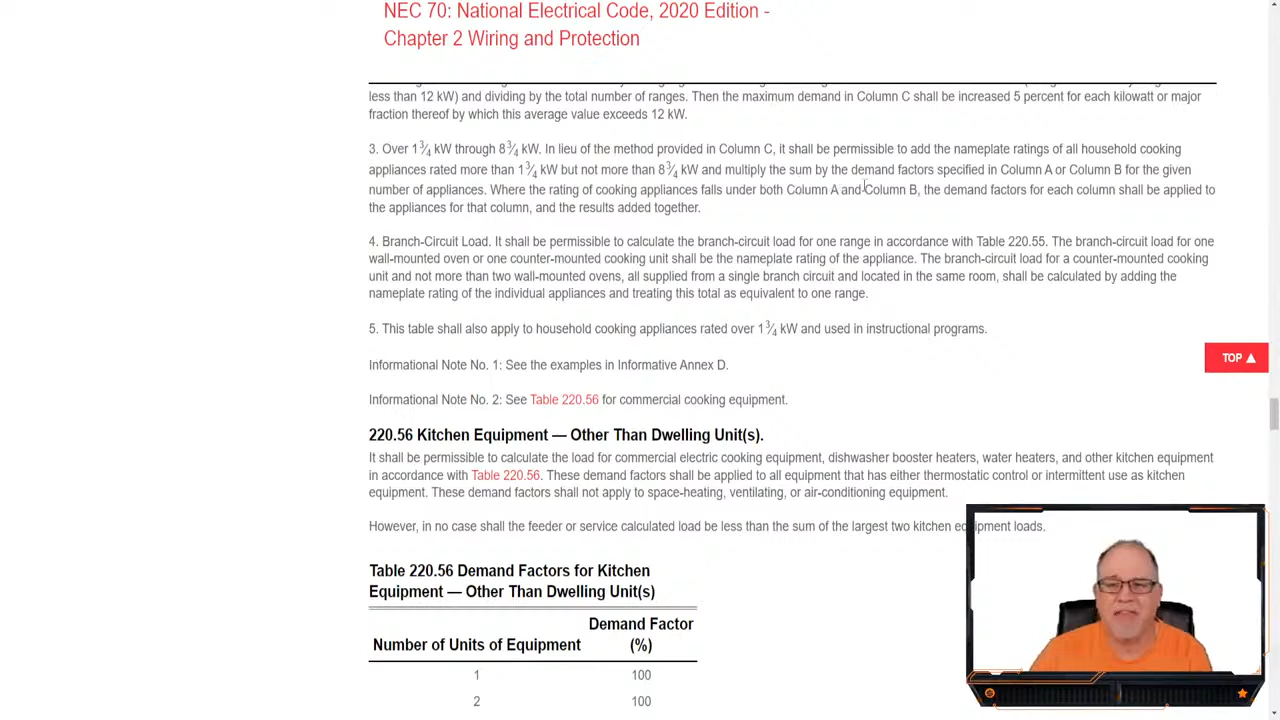 NEC 70: National Electrical Code, 2020 Edition -
Chapter 2 Wiring and Protection
less than 12 kW) and dividing by the total number of ranges. Then the maximum demand in Column C shall be increased 5 percent for each kilowatt or major
fraction thereof by which this average value exceeds 12 kW.
3. Over 1 3/4 kW through 8 3/4 kW. In lieu of the method provided in Column C, it shall be permissible to add the nameplate ratings of all household cooking
appliances rated more than 1 3/4 kW but not more than 8 3/4 kW and multiply the sum by the demand factors specified in Column A or Column B for the given
number of appliances. Where the rating of cooking appliances falls under both Column A and Column B, the demand factors for each column shall be applied to
the appliances for that column, and the results added together.
4. Branch-Circuit Load. It shall be permissible to calculate the branch-circuit load for one range in accordance with Table 220.55. The branch-circuit load for one
wall-mounted oven or one counter-mounted cooking unit shall be the nameplate rating of the appliance. The branch-circuit load for a counter-mounted cooking
unit and not more than two wall-mounted ovens, all supplied from a single branch circuit and located in the same room, shall be calculated by adding the
nameplate rating of the individual appliances and treating this total as equivalent to one range.
5. This table shall also apply to household cooking appliances rated over 1 3/4 kW and used in instructional programs.
TOP ▲
Informational Note No. 1: See the examples in Informative Annex D.
Informational Note No. 2: See Table 220.56 for commercial cooking equipment.
220.56 Kitchen Equipment — Other Than Dwelling Unit(s).
It shall be permissible to calculate the load for commercial electric cooking equipment, dishwasher booster heaters, water heaters, and other kitchen equipment
in accordance with Table 220.56. These demand factors shall be applied to all equipment that has either thermostatic control or intermittent use as kitchen
equipment. These demand factors shall not apply to space-heating, ventilating, or air-conditioning equipment.
However, in no case shall the feeder or service calculated load be less than the sum of the largest two kitchen equipment loads.
Table 220.56 Demand Factors for Kitchen
Equipment — Other Than Dwelling Unit(s)
Number of Units of Equipment
Demand Factor
(%)
1 100
2 100